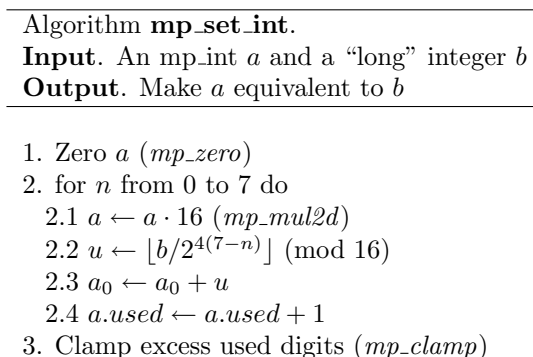 Algorithm mp_set_int.
Input. An mp_int a and a “long” integer b
Output. Make a equivalent to b
1. Zero a (mp_zero)
2. for n from 0 to 7 do
2.1 a ← a · 16 (mp_mul2d)
2.2 u ← ⌊b/2^{4(7−n)}⌋ (mod 16)
2.3 a₀ ← a₀ + u
2.4 a.used ← a.used + 1
3. Clamp excess used digits (mp_clamp)